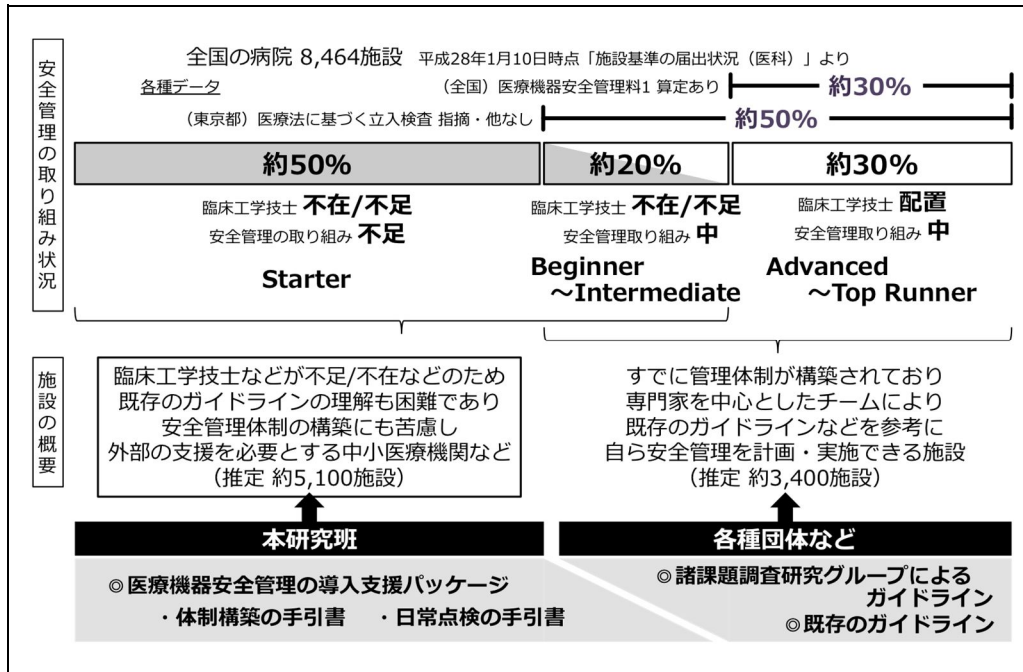 安全管理の取り組み状況
全国の病院 8,464施設 平成28年1月10日時点「施設基準の届出状況（医科）」より
各種データ
（全国）医療機器安全管理料1 算定あり
約30%
（東京都）医療法に基づく立入検査 指摘・他なし
約50%
約50%
約20%
約30%
臨床工学技士 不在/不足
安全管理の取り組み 不足
臨床工学技士 不在/不足
安全管理取り組み 中
臨床工学技士 配置
安全管理取り組み 中
Starter
Beginner
～Intermediate
Advanced
～Top Runner
施設の概要
臨床工学技士などが不足/不在などのため
既存のガイドラインの理解も困難であり
安全管理体制の構築にも苦慮し
外部の支援を必要とする中小医療機関など
（推定 約5,100施設）
すでに管理体制が構築されており
専門家を中心としたチームにより
既存のガイドラインなどを参考に
自ら安全管理を計画・実施できる施設
（推定 約3,400施設）
本研究班
各種団体など
◎医療機器安全管理の導入支援パッケージ
・体制構築の手引書 ・日常点検の手引書
◎諸課題調査研究グループによる
ガイドライン
◎既存のガイドライン